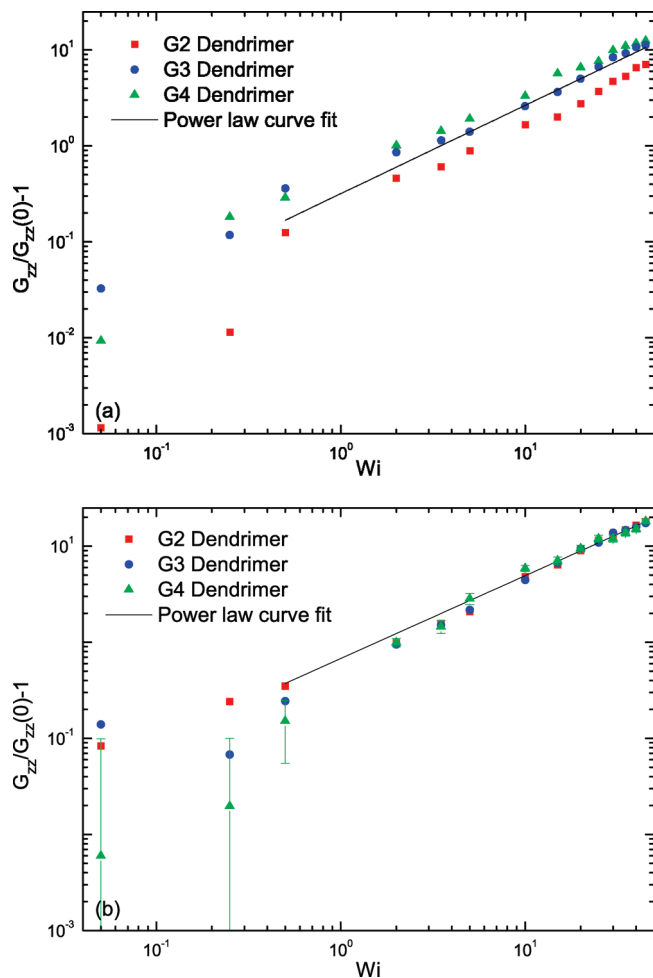 10¹
10⁰
10⁻¹
10⁻²
10⁻³
G_zz/G_zz(0)-1
G2 Dendrimer
G3 Dendrimer
G4 Dendrimer
Power law curve fit
(a)
10⁻¹
10⁰
10¹
Wi
10¹
10⁰
10⁻¹
10⁻³
G_zz/G_zz(0)-1
G2 Dendrimer
G3 Dendrimer
G4 Dendrimer
Power law curve fit
(b)
10⁻¹
10⁰
10¹
Wi